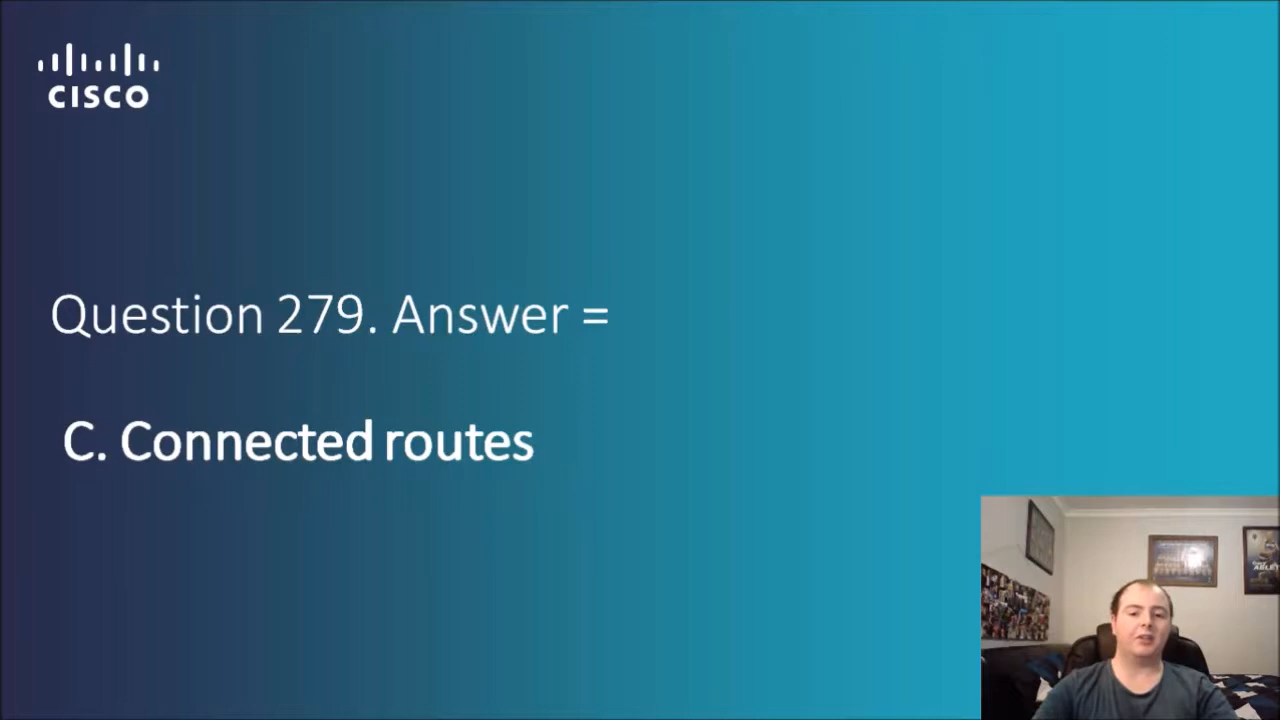 CISCO
Question 279. Answer =
C. Connected routes